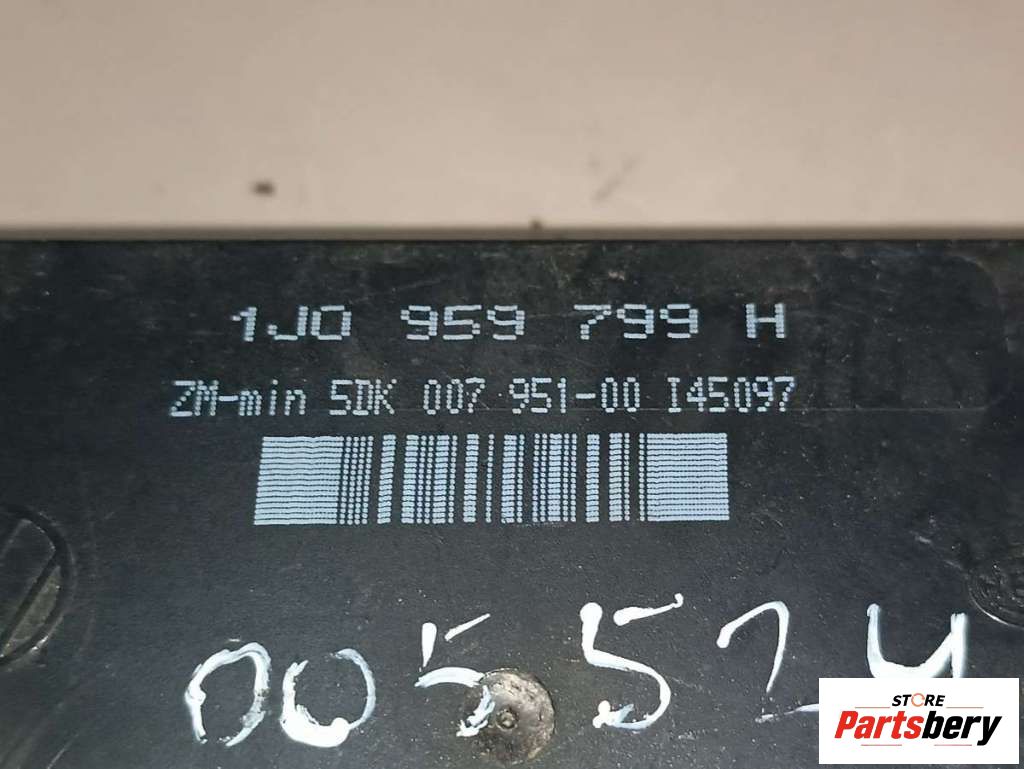 1J0 959 799 H
ZM-min 5DK 007 951-00 I45097
005524
STORE
Partsbery